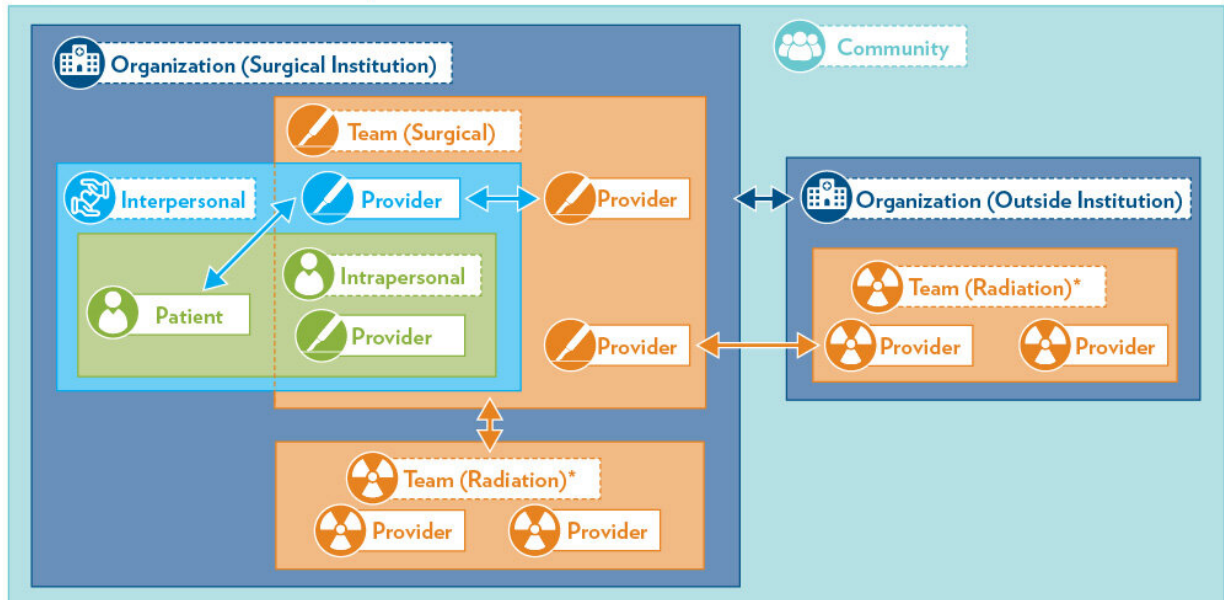 Community
Organization (Surgical Institution)
Team (Surgical)
Interpersonal
Provider
Provider
Organization (Outside Institution)
Intrapersonal
Patient
Provider
Provider
Team (Radiation)*
Provider
Provider
Team (Radiation)*
Provider
Provider